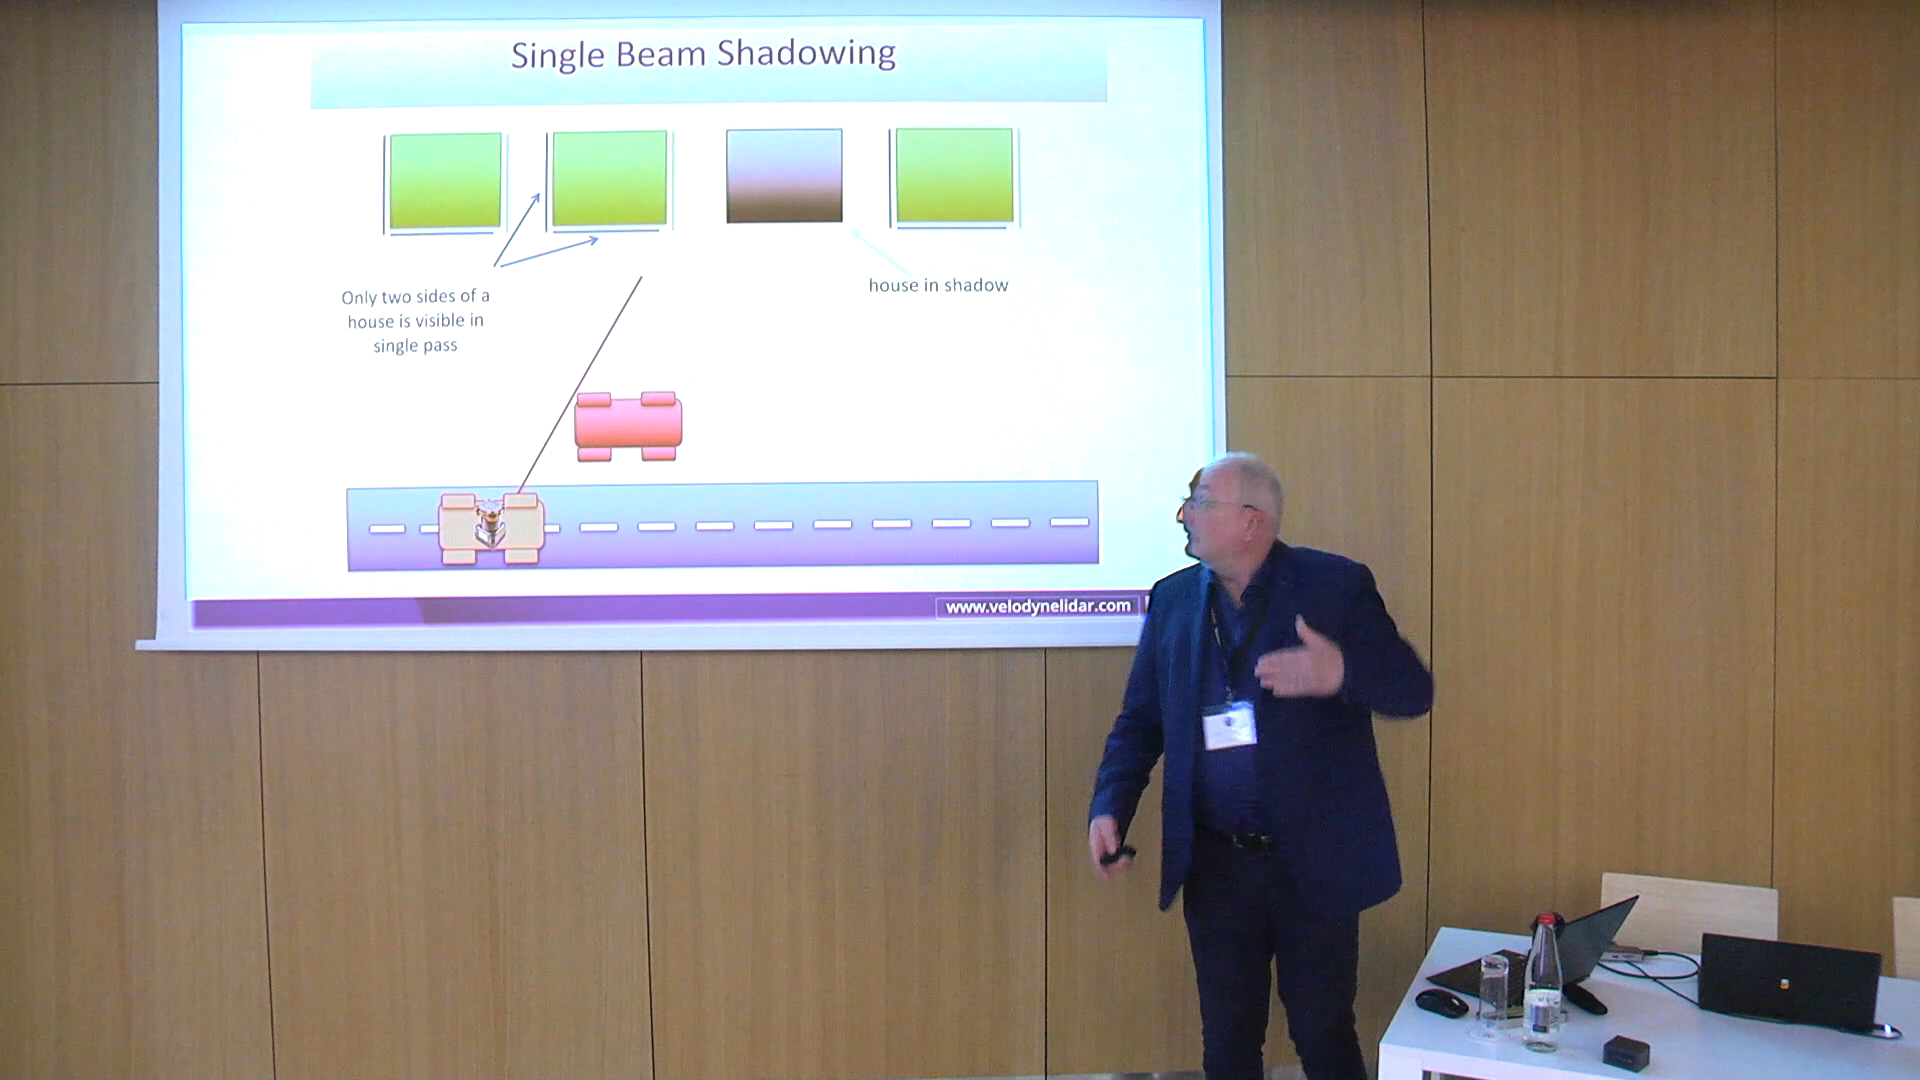 Single Beam Shadowing
Only two sides of a
house is visible in
single pass
house in shadow
www.velodynelidar.com